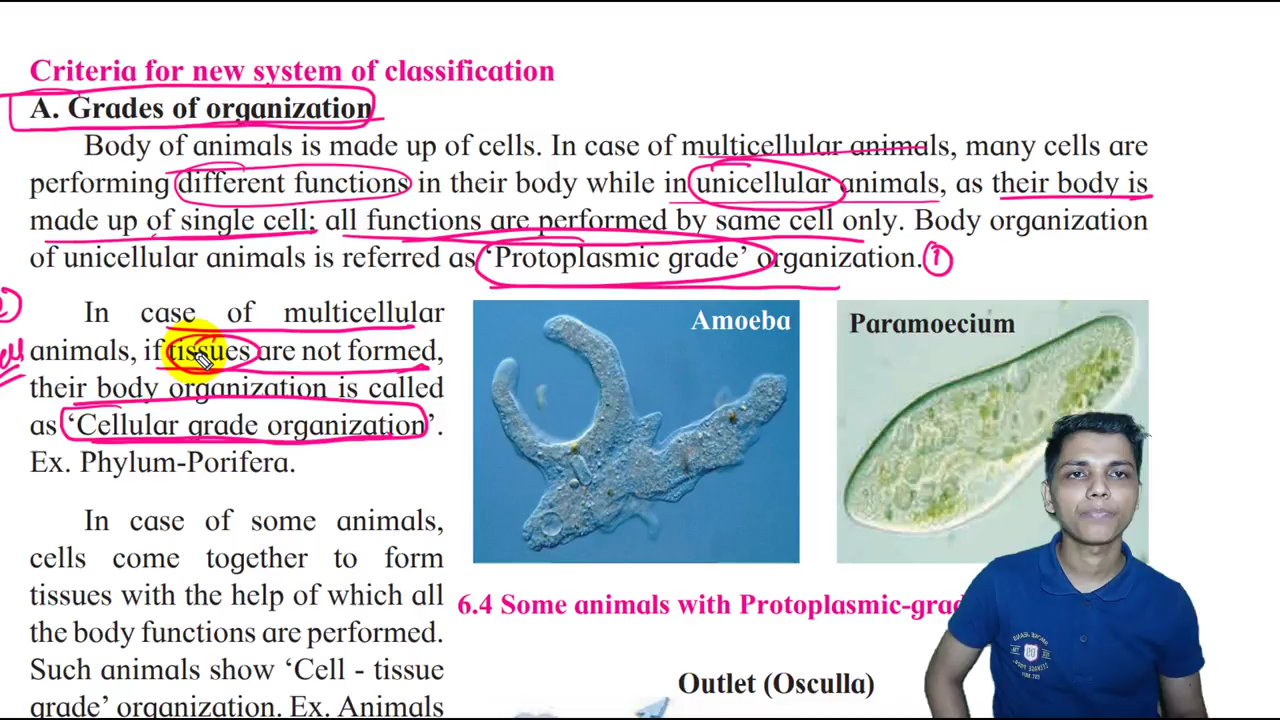 Criteria for new system of classification
A. Grades of organization
Body of animals is made up of cells. In case of multicellular animals, many cells are
performing different functions in their body while in unicellular animals, as their body is
made up of single cell; all functions are performed by same cell only. Body organization
of unicellular animals is referred as ‘Protoplasmic grade’ organization. 1
In case of multicellular
animals, if tissues are not formed,
their body organization is called
as ‘Cellular grade organization’.
Ex. Phylum-Porifera.
In case of some animals,
cells come together to form
tissues with the help of which all
the body functions are performed.
Such animals show ‘Cell - tissue
grade’ organization. Ex. Animals
Amoeba
Paramoecium
6.4 Some animals with Protoplasmic-grad
Outlet (Osculla)